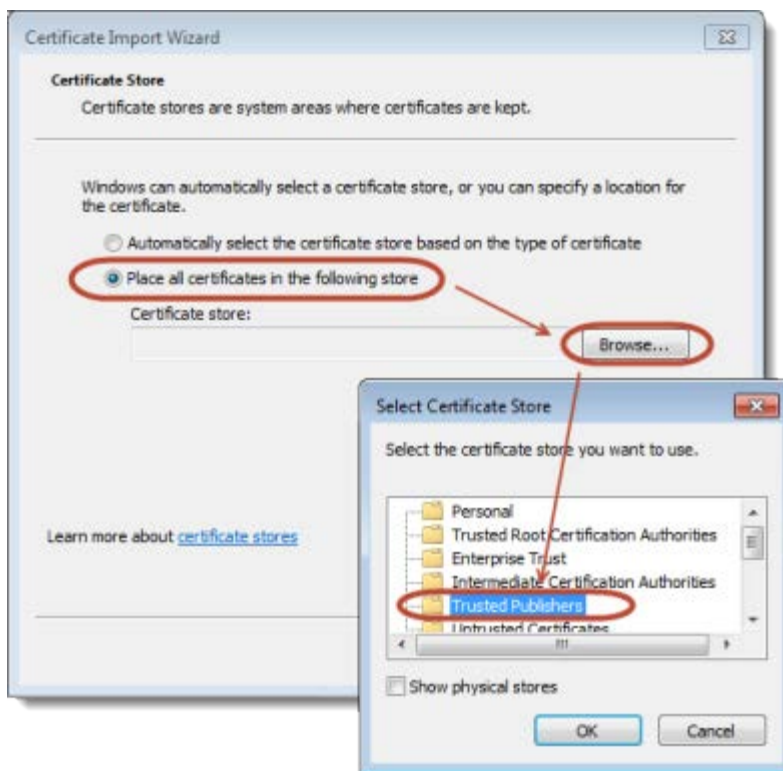 Certificate Import Wizard
Certificate Store
Certificate stores are system areas where certificates are kept.
Windows can automatically select a certificate store, or you can specify a location for
the certificate.
Automatically select the certificate store based on the type of certificate
Place all certificates in the following store
Certificate store:
Browse...
Learn more about certificate stores
Select Certificate Store
Select the certificate store you want to use.
Personal
Trusted Root Certification Authorities
Enterprise Trust
Intermediate Certification Authorities
Trusted Publishers
Untrusted Certificates
Show physical stores
OK
Cancel